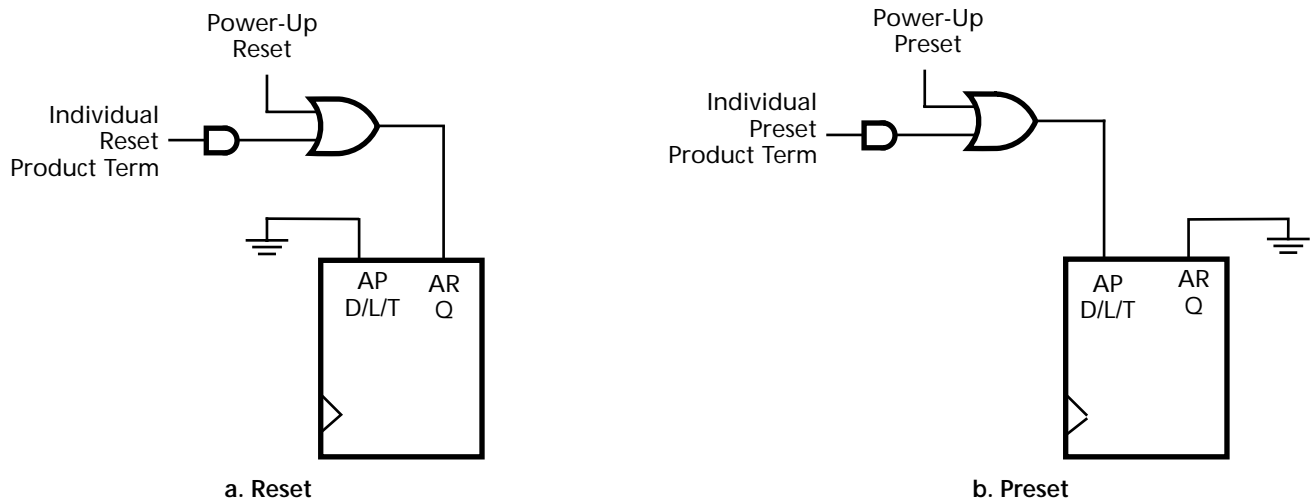 Power-Up
Reset
Individual
Reset
Product Term
AP
AR
D/L/T
Q
a. Reset
Power-Up
Preset
Individual
Preset
Product Term
AP
AR
D/L/T
Q
b. Preset